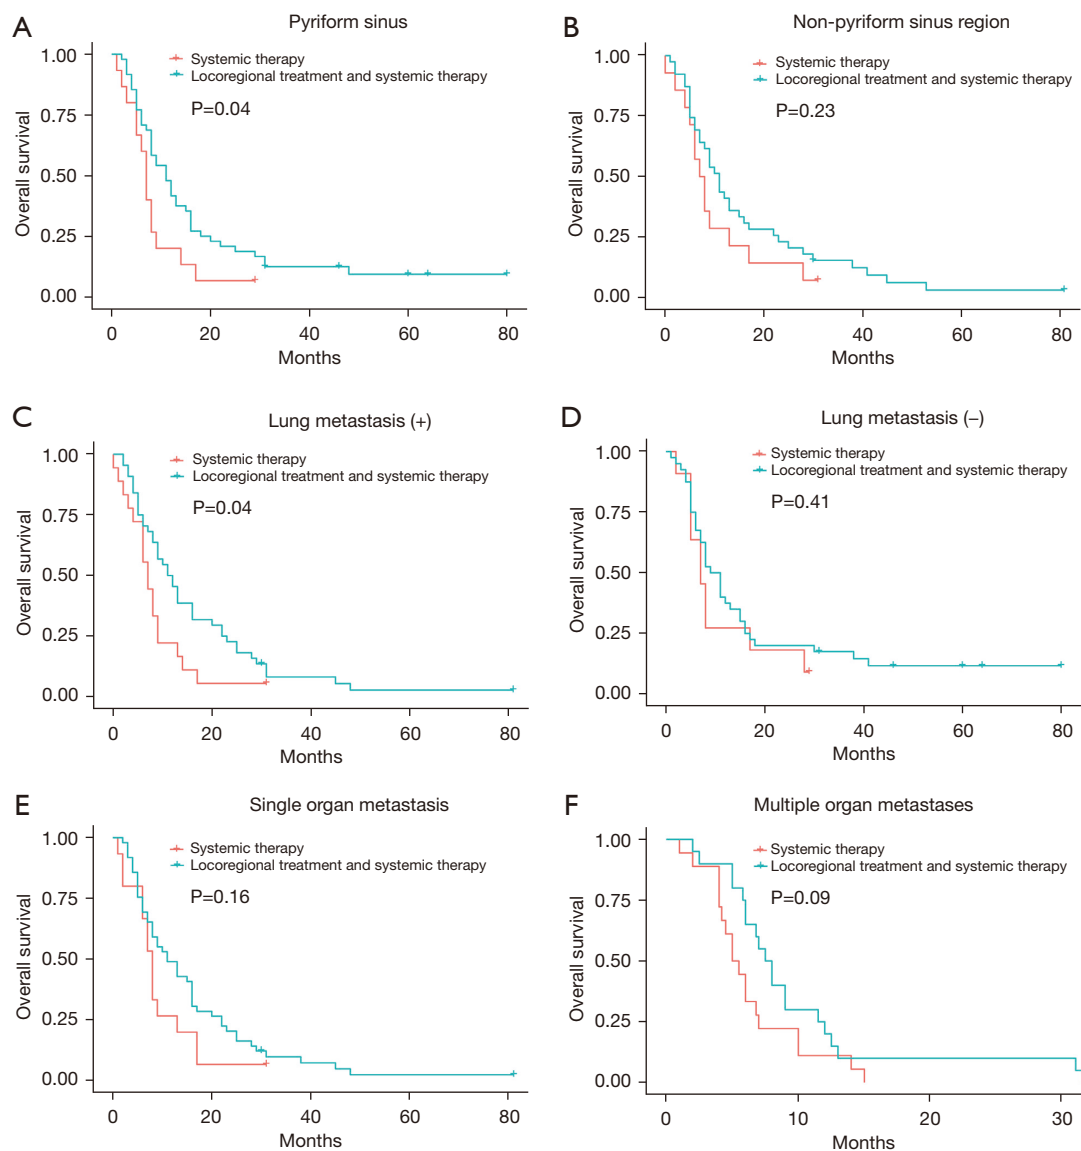 A
Pyriform sinus
Overall survival
1.00
0.75
0.50
0.25
0.00
Systemic therapy
Locoregional treatment and systemic therapy
P=0.04
0 20 40 60 80
Months
B
Non-pyriform sinus region
Overall survival
1.00
0.75
0.50
0.25
0.00
Systemic therapy
Locoregional treatment and systemic therapy
P=0.23
0 20 40 60 80
Months
C
Lung metastasis (+)
Overall survival
1.00
0.75
0.50
0.25
0.00
Systemic therapy
Locoregional treatment and systemic therapy
P=0.04
0 20 40 60 80
Months
D
Lung metastasis (–)
Overall survival
1.00
0.75
0.50
0.25
0.00
Systemic therapy
Locoregional treatment and systemic therapy
P=0.41
0 20 40 60 80
Months
E
Single organ metastasis
Overall survival
1.00
0.75
0.50
0.25
0.00
Systemic therapy
Locoregional treatment and systemic therapy
P=0.16
0 20 40 60 80
Months
F
Multiple organ metastases
Overall survival
1.00
0.75
0.50
0.25
0.00
Systemic therapy
Locoregional treatment and systemic therapy
P=0.09
0 10 20 30
Months